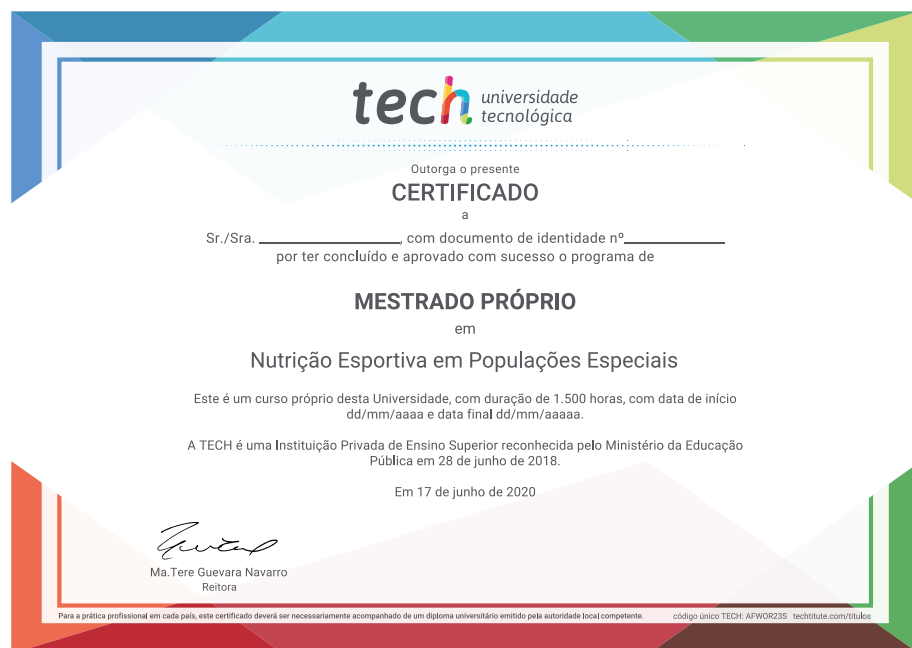 tech universidade
tecnológica
Outorga o presente
CERTIFICADO
a
Sr./Sra. ____________________, com documento de identidade nº______________
por ter concluído e aprovado com sucesso o programa de
MESTRADO PRÓPRIO
em
Nutrição Esportiva em Populações Especiais
Este é um curso próprio desta Universidade, com duração de 1.500 horas, com data de início
dd/mm/aaaa e data final dd/mm/aaaaa.
A TECH é uma Instituição Privada de Ensino Superior reconhecida pelo Ministério da Educação
Pública em 28 de junho de 2018.
Em 17 de junho de 2020
Ma.Tere Guevara Navarro
Reitora
Para a prática profissional em cada país, este certificado deverá ser necessariamente acompanhado de um diploma universitário emitido pela autoridade local competente. código único TECH: AFWOR23S techtitute.com/titulos